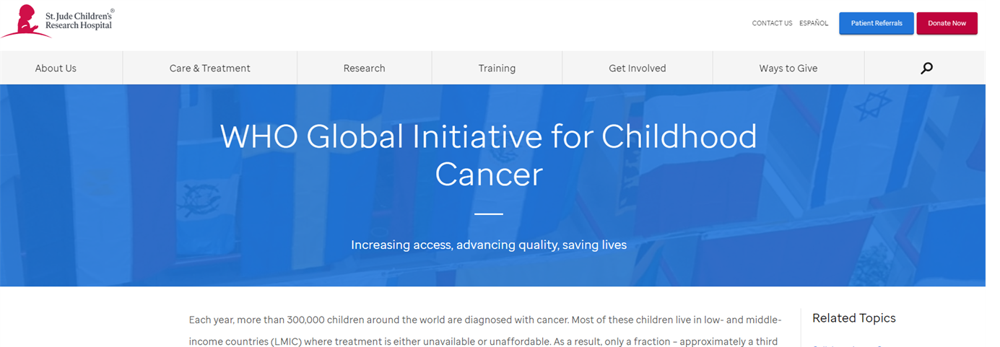 St. Jude Children's®
Research Hospital
CONTACT US ESPAÑOL Patient Referrals Donate Now
About Us Care & Treatment Research Training Get Involved Ways to Give
WHO Global Initiative for Childhood
Cancer
Increasing access, advancing quality, saving lives
Each year, more than 300,000 children around the world are diagnosed with cancer. Most of these children live in low- and middle-
income countries (LMIC) where treatment is either unavailable or unaffordable. As a result, only a fraction – approximately a third
Related Topics